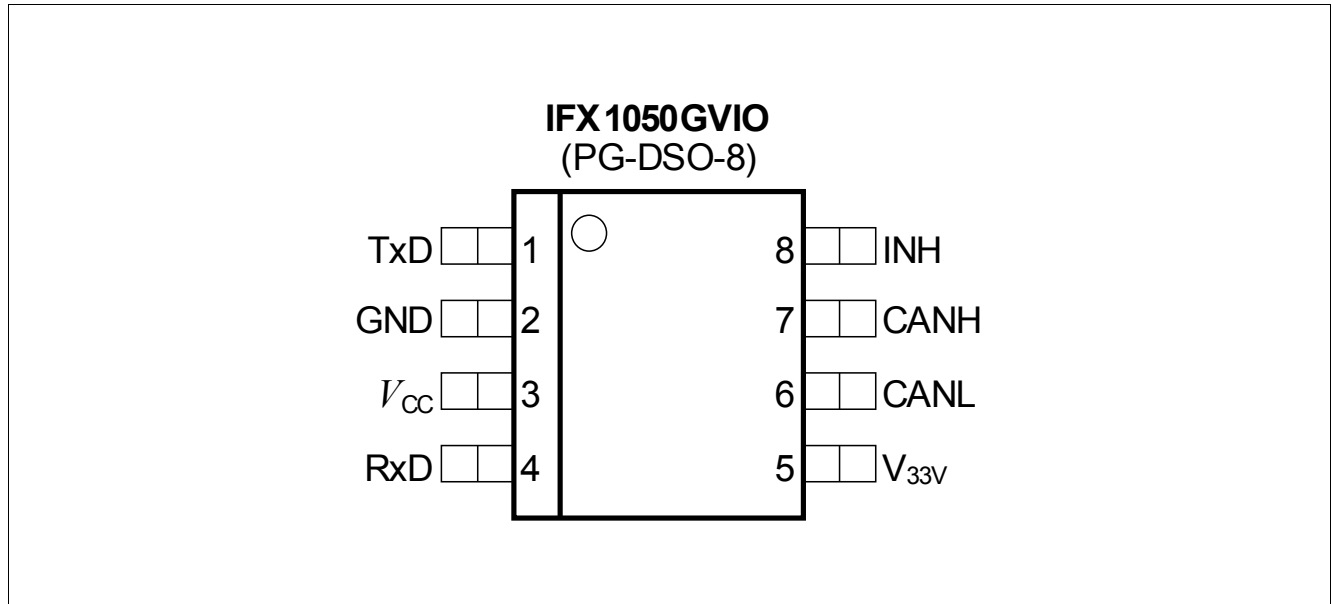 IFX1050GVIO
(PG-DSO-8)
TxD 1 8 INH
GND 2 7 CANH
VCC 3 6 CANL
RxD 4 5 V33V